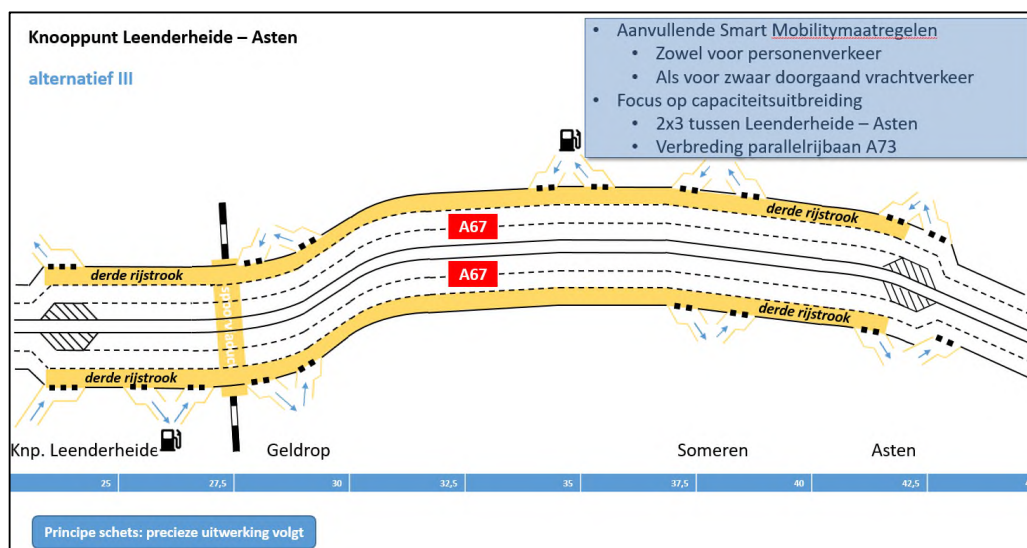 Knooppunt Leenderheide – Asten
alternatief III
• Aanvullende Smart Mobilitymaatregelen
• Zowel voor personenverkeer
• Als voor zwaar doorgaand vrachtverkeer
• Focus op capaciteitsuitbreiding
• 2x3 tussen Leenderheide – Asten
• Verbreding parallelrijbaan A73
derde rijstrook
A67
derde rijstrook
A67
derde rijstrook
derde rijstrook
Knp. Leenderheide
Geldrop
Someren
Asten
25
27,5
30
32,5
35
37,5
40
42,5
Principe schets: precieze uitwerking volgt